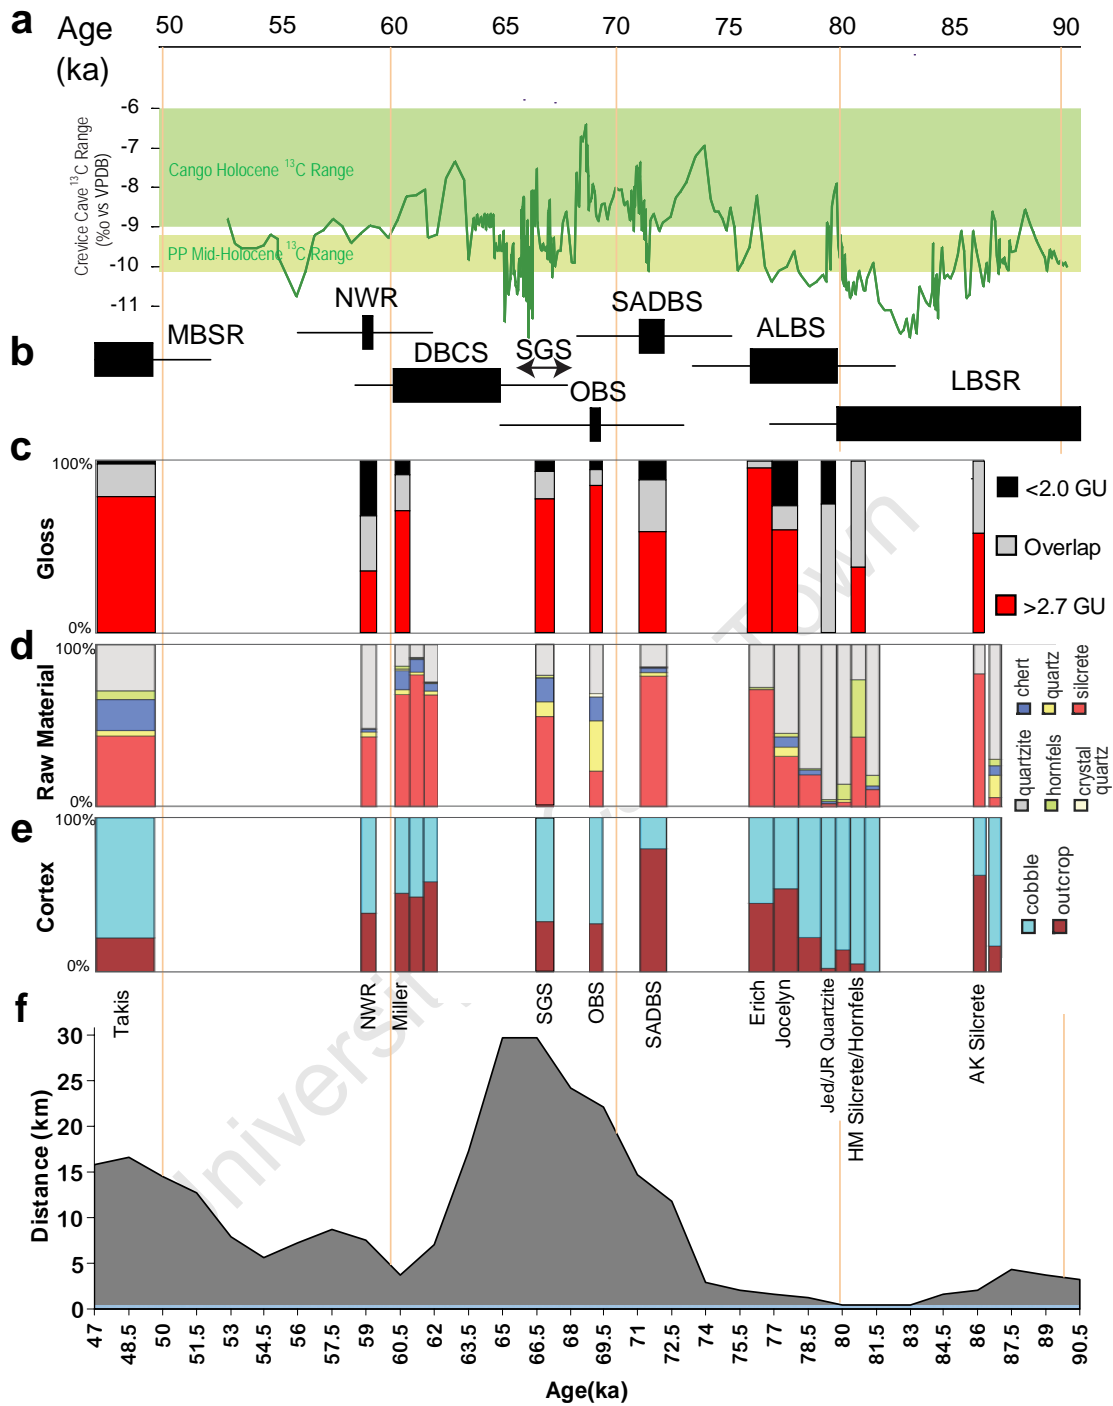 a Age (ka) 50 55 60 65 70 75 80 85 90
Crevice Cave ¹³C Range
(‰ vs VPDB)
-6
-7
-8
-9
-10
-11
Cango Holocene ¹³C Range
PP Mid-Holocene ¹³C Range
b
MBSR
NWR
DBCS
SGS
OBS
SADBS
ALBS
LBSR
c
Gloss
100%
0%
<2.0 GU
Overlap
>2.7 GU
d
Raw Material
100%
0%
chert
quartz
silcrete
quartzite
hornfels
crystal
quartz
e
Cortex
100%
0%
cobble
outcrop
Takis
NWR
Miller
SGS
OBS
SADBS
Erich
Jocelyn
Jed/JR Quartzite
HM Silcrete/Hornfels
AK Silcrete
f
Distance (km)
30
25
20
15
10
5
0
47 48.5 50 51.5 53 54.5 56 57.5 59 60.5 62 63.5 65 66.5 68 69.5 71 72.5 74 75.5 77 78.5 80 81.5 83 84.5 86 87.5 89 90.5
Age(ka)